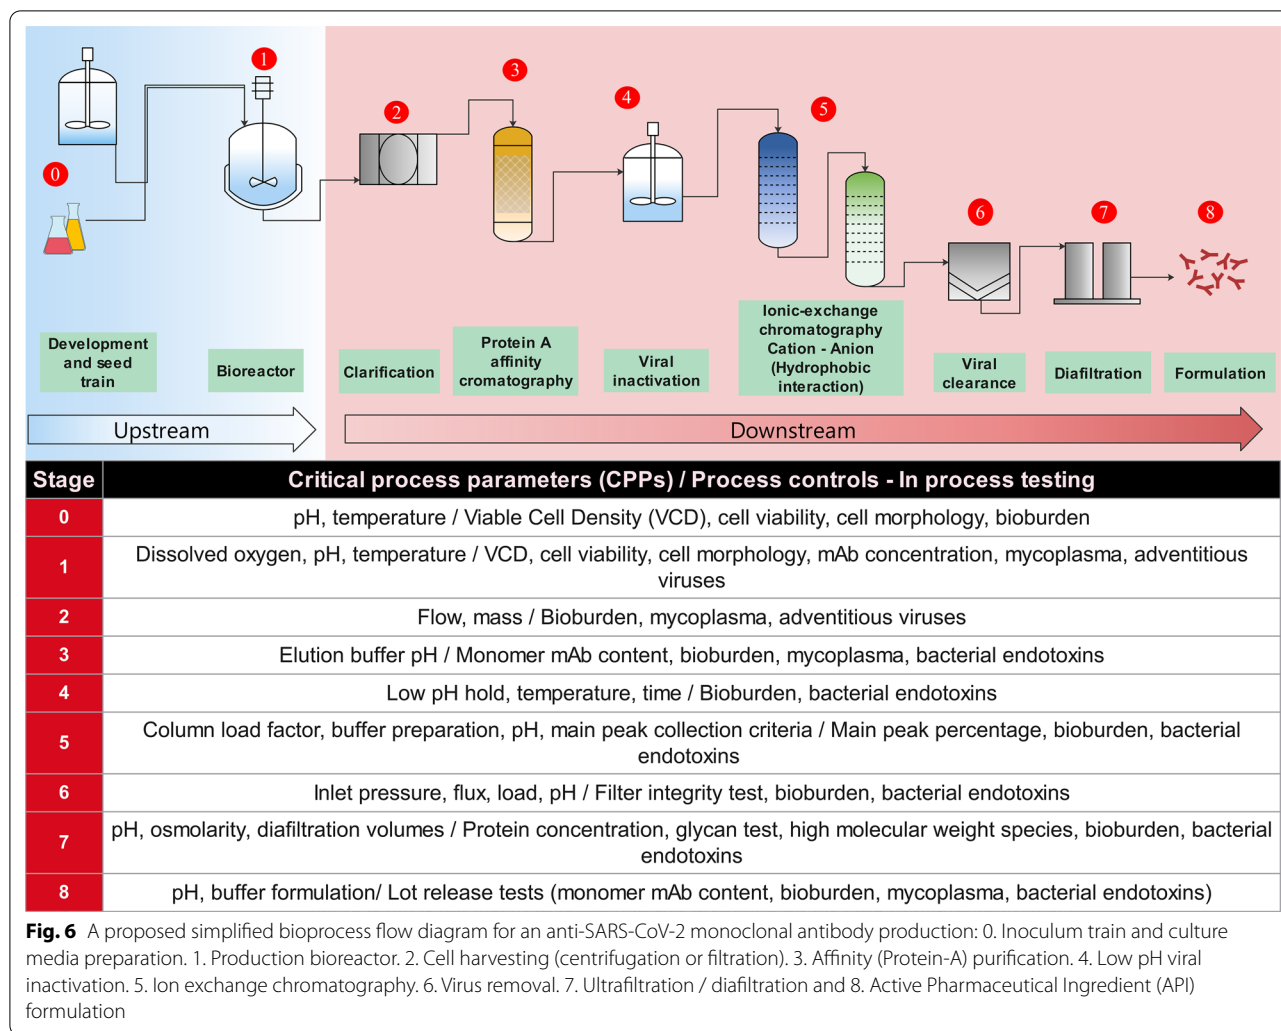 0
1
2
3
4
5
6
7
8
Development
and seed
train
Bioreactor
Clarification
Protein A
affinity
cromatography
Viral
inactivation
Ionic-exchange
chromatography
Cation - Anion
(Hydrophobic
interaction)
Viral
clearance
Diafiltration
Formulation
Upstream
Downstream
Stage Critical process parameters (CPPs) / Process controls - In process testing
0 pH, temperature / Viable Cell Density (VCD), cell viability, cell morphology, bioburden
1 Dissolved oxygen, pH, temperature / VCD, cell viability, cell morphology, mAb concentration, mycoplasma, adventitious
viruses
2 Flow, mass / Bioburden, mycoplasma, adventitious viruses
3 Elution buffer pH / Monomer mAb content, bioburden, mycoplasma, bacterial endotoxins
4 Low pH hold, temperature, time / Bioburden, bacterial endotoxins
5 Column load factor, buffer preparation, pH, main peak collection criteria / Main peak percentage, bioburden, bacterial
endotoxins
6 Inlet pressure, flux, load, pH / Filter integrity test, bioburden, bacterial endotoxins
7 pH, osmolarity, diafiltration volumes / Protein concentration, glycan test, high molecular weight species, bioburden, bacterial
endotoxins
8 pH, buffer formulation/ Lot release tests (monomer mAb content, bioburden, mycoplasma, bacterial endotoxins)
Fig. 6 A proposed simplified bioprocess flow diagram for an anti-SARS-CoV-2 monoclonal antibody production: 0. Inoculum train and culture
media preparation. 1. Production bioreactor. 2. Cell harvesting (centrifugation or filtration). 3. Affinity (Protein-A) purification. 4. Low pH viral
inactivation. 5. Ion exchange chromatography. 6. Virus removal. 7. Ultrafiltration / diafiltration and 8. Active Pharmaceutical Ingredient (API)
formulation